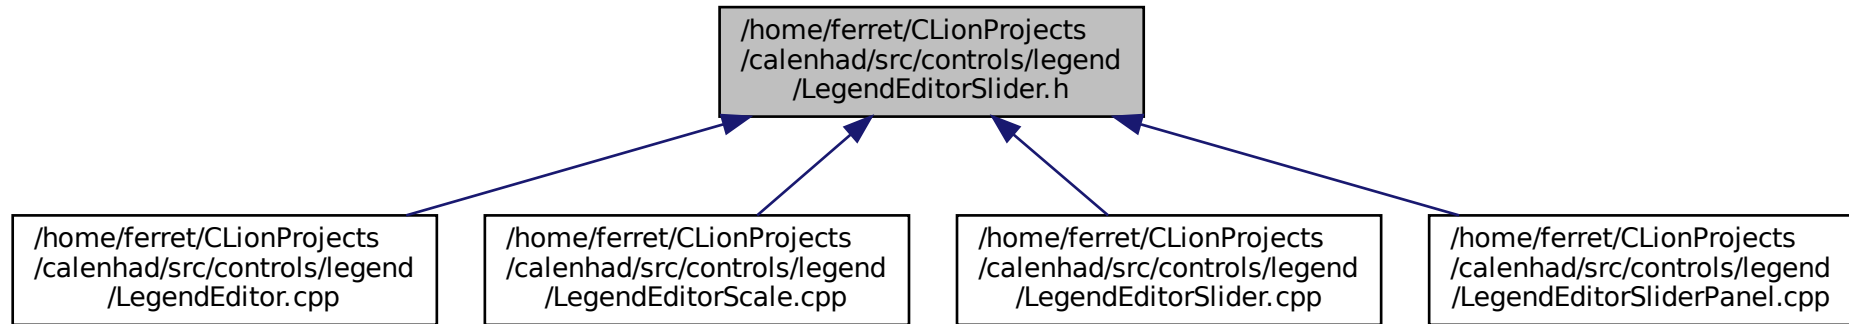 /home/ferret/CLionProjects
/calenhad/src/controls/legend
/LegendEditorSlider.h
/home/ferret/CLionProjects
/calenhad/src/controls/legend
/LegendEditor.cpp
/home/ferret/CLionProjects
/calenhad/src/controls/legend
/LegendEditorScale.cpp
/home/ferret/CLionProjects
/calenhad/src/controls/legend
/LegendEditorSlider.cpp
/home/ferret/CLionProjects
/calenhad/src/controls/legend
/LegendEditorSliderPanel.cpp